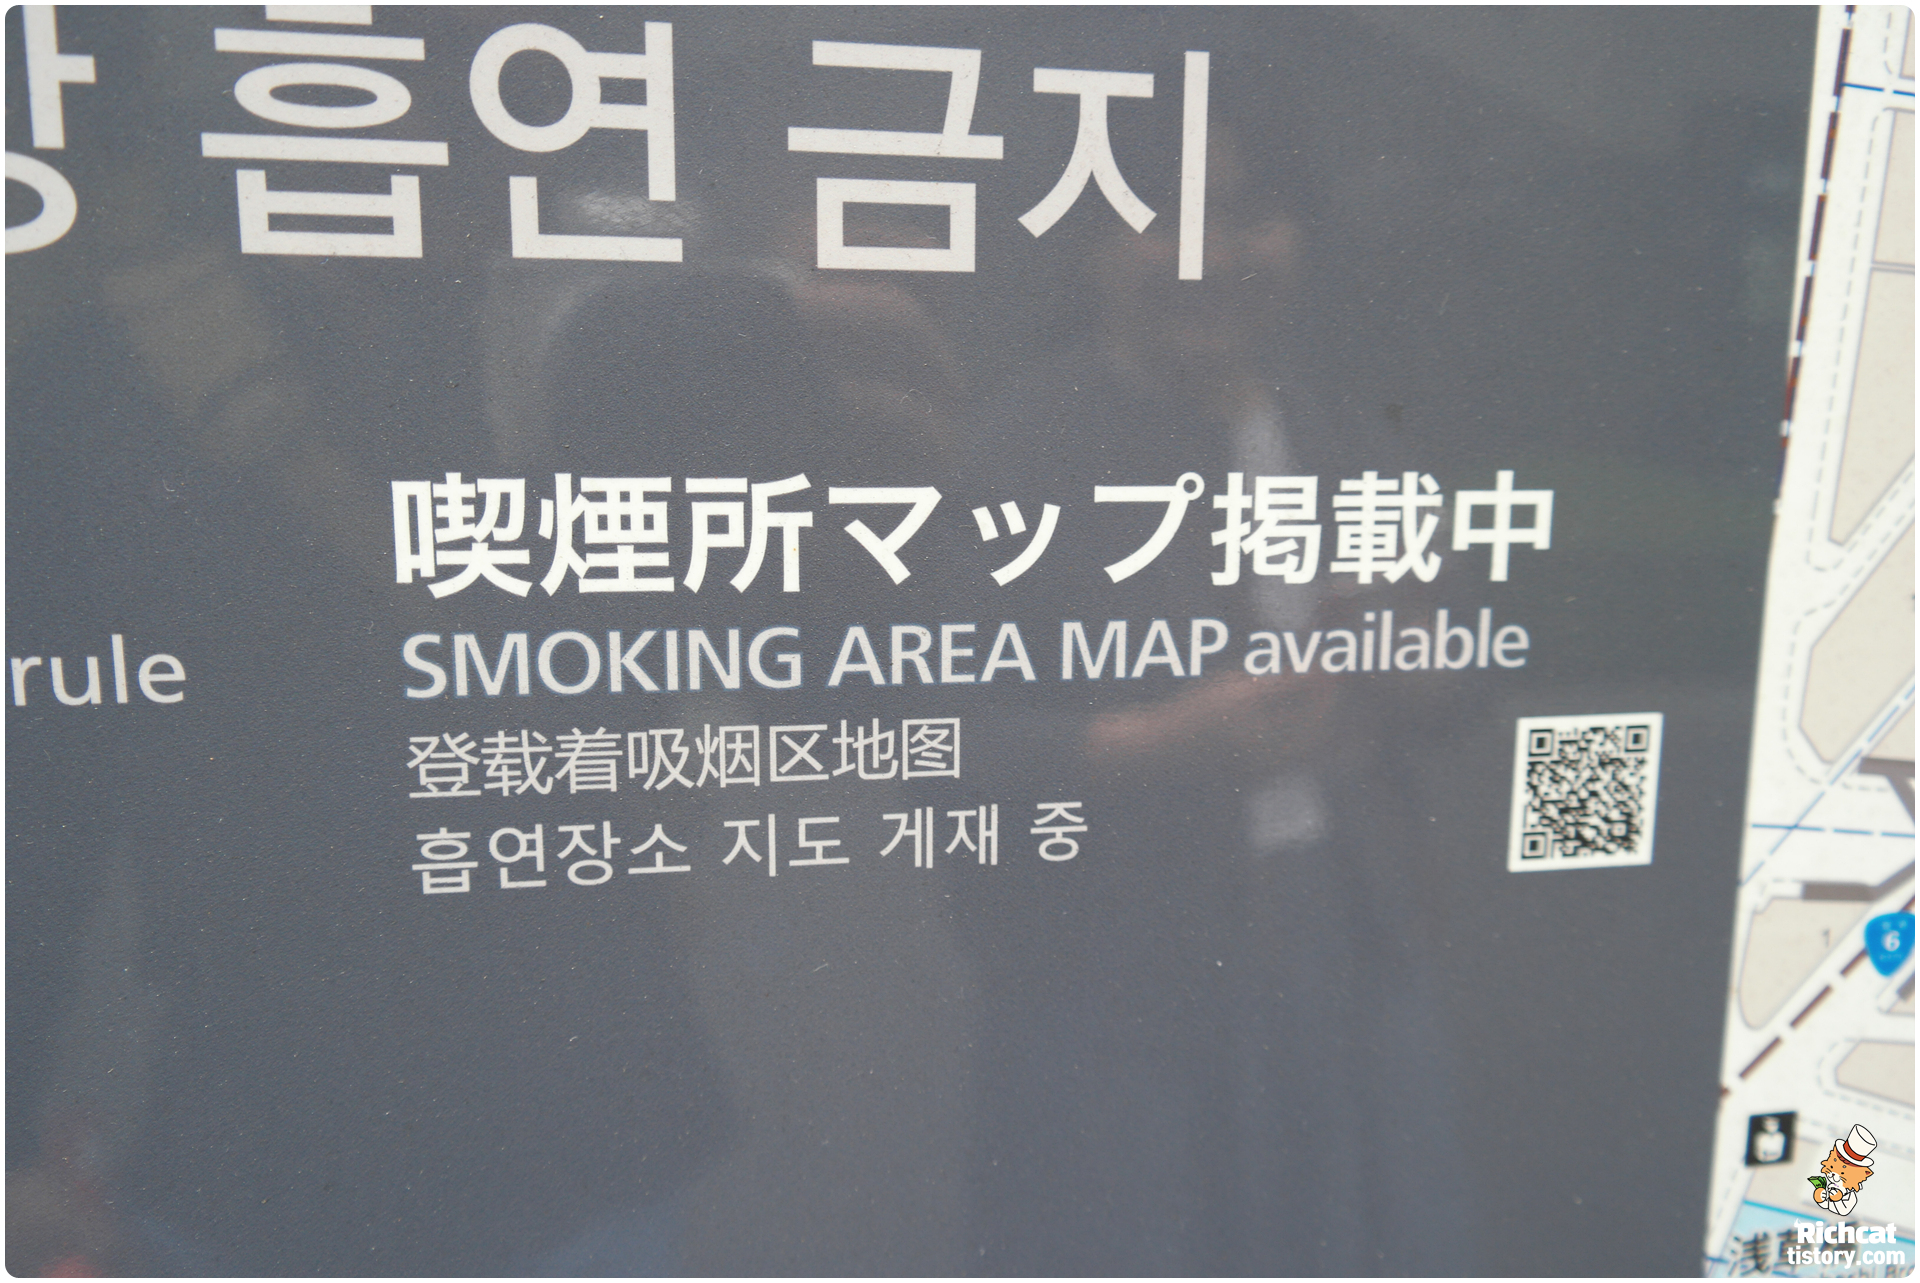 흡연 금지
喫煙所マップ掲載中
SMOKING AREA MAP available
rule
登载着吸烟区地图
흡연장소 지도 게재 중
1
6
Richcat
tistory.com